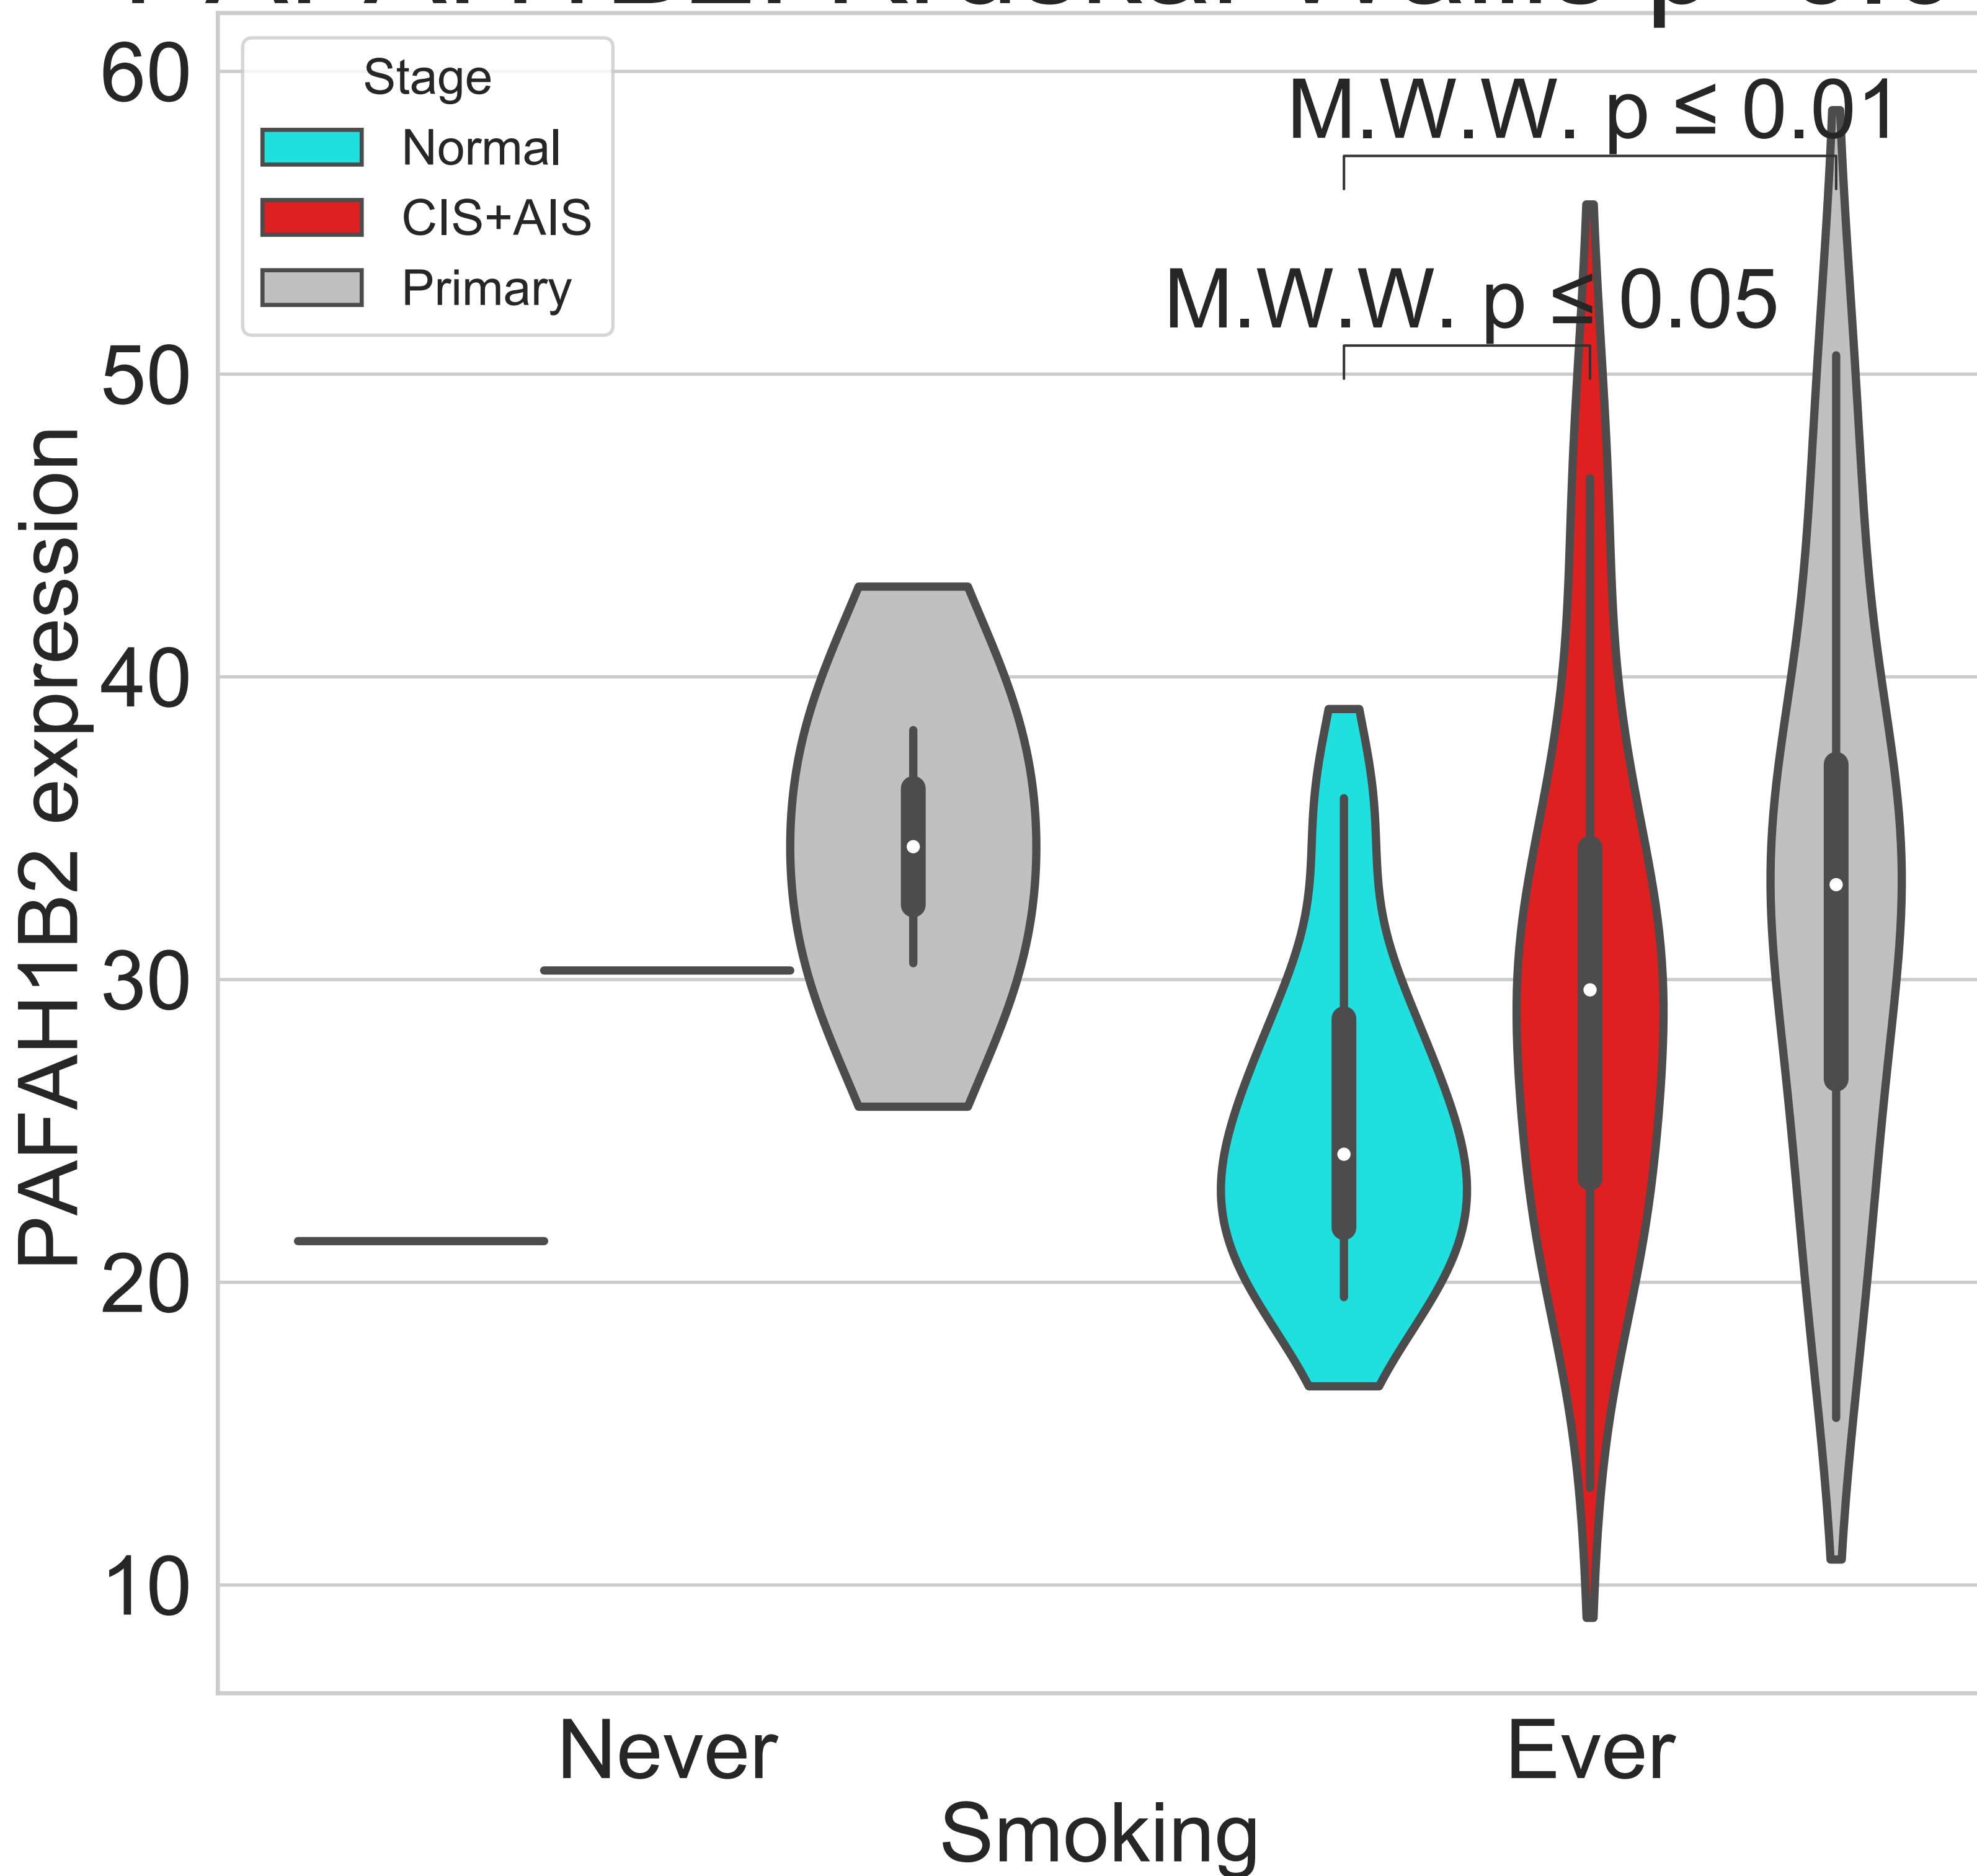 60
50
40
30
20
10
PAFAH1B2 expression
Stage
Normal
CIS+AIS
Primary
M.W.W. p ≤ 0.01
M.W.W. p ≤ 0.05
Never
Ever
Smoking